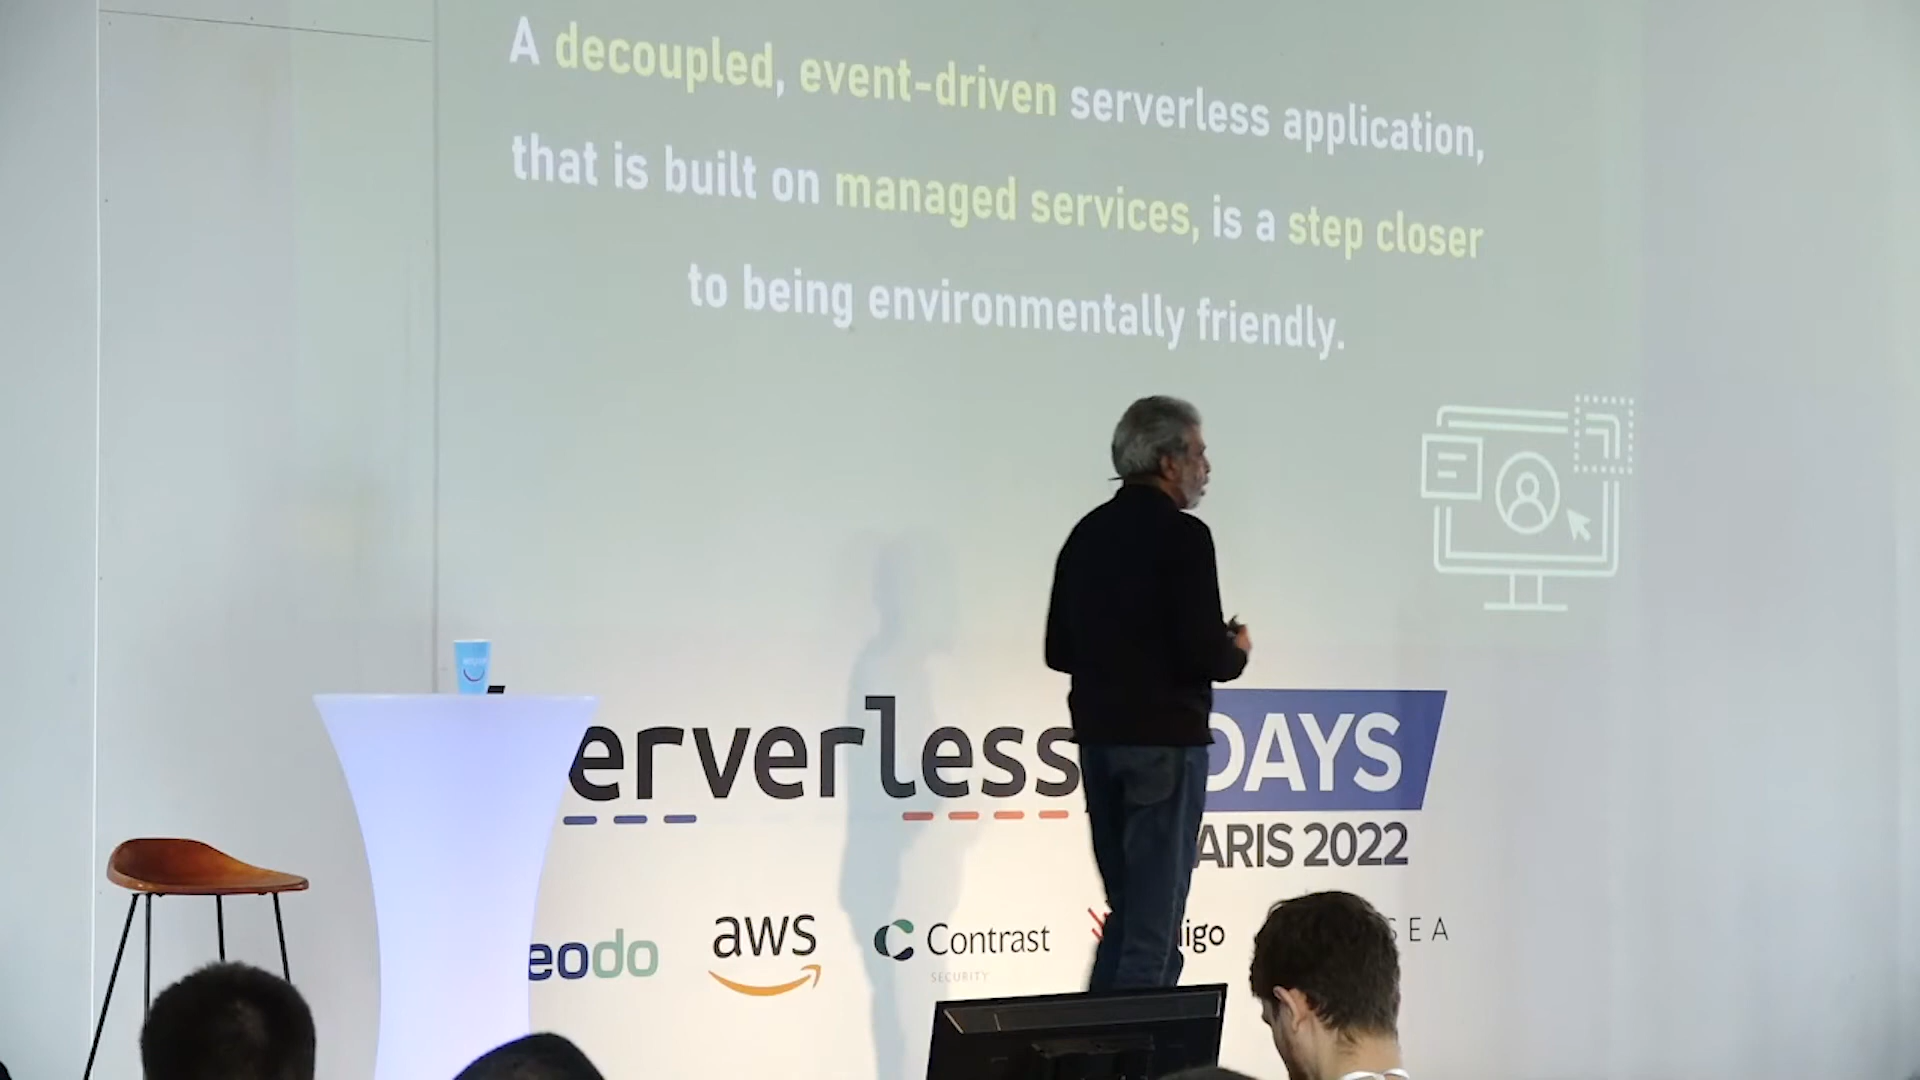 A decoupled, event-driven serverless application,
that is built on managed services, is a step closer
to being environmentally friendly.
erverless DAYS
ARIS 2022
eodo
aws
Contrast
SECURITY
igo
SEA